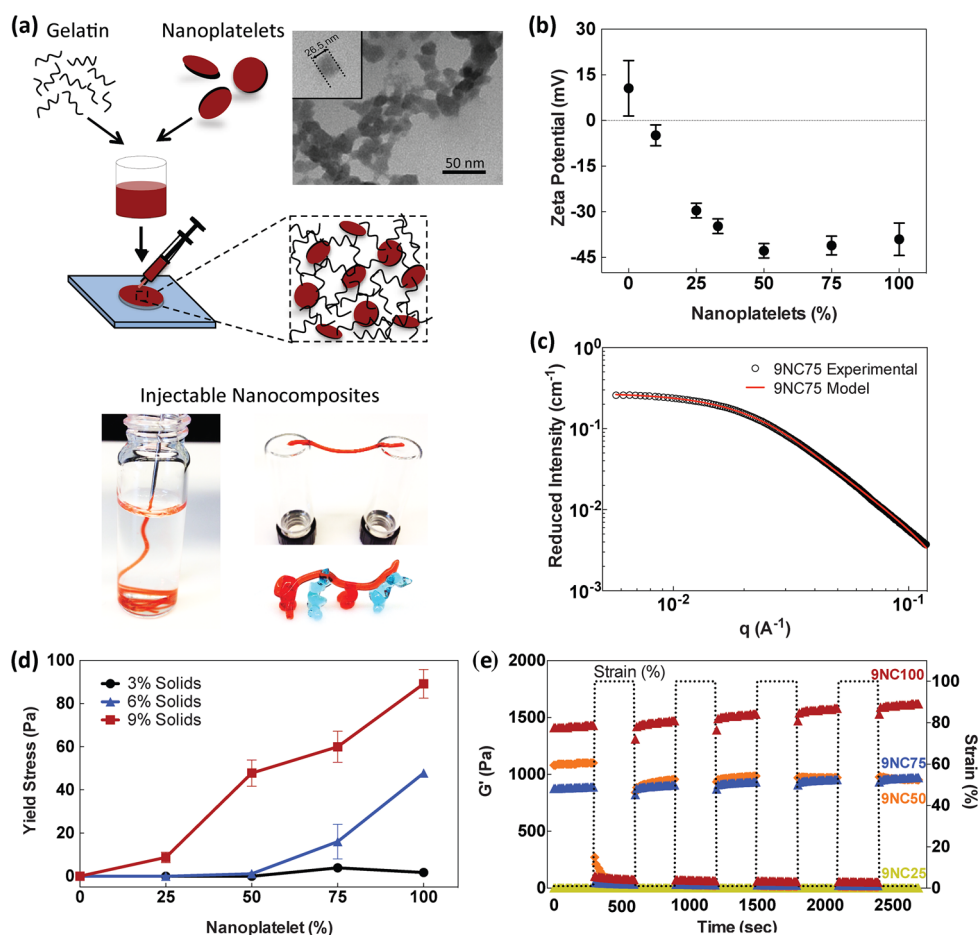 (a)
Gelatin
Nanoplatelets
26.5 nm
50 nm
Injectable Nanocomposites
(b)
Zeta Potential (mV)
30
15
0
-15
-30
-45
0 25 50 75 100
Nanoplatelets (%)
(c)
Reduced Intensity (cm⁻¹)
10⁰
10⁻¹
10⁻²
10⁻³
9NC75 Experimental
9NC75 Model
10⁻² 10⁻¹
q (A⁻¹)
(d)
Yield Stress (Pa)
100
80
60
40
20
0
3% Solids
6% Solids
9% Solids
0 25 50 75 100
Nanoplatelet (%)
(e)
G' (Pa)
2000
1500
1000
500
0
Strain (%)
9NC100
9NC75
9NC50
9NC25
100
80
60
40
20
0
Strain (%)
0 500 1000 1500 2000 2500
Time (sec)